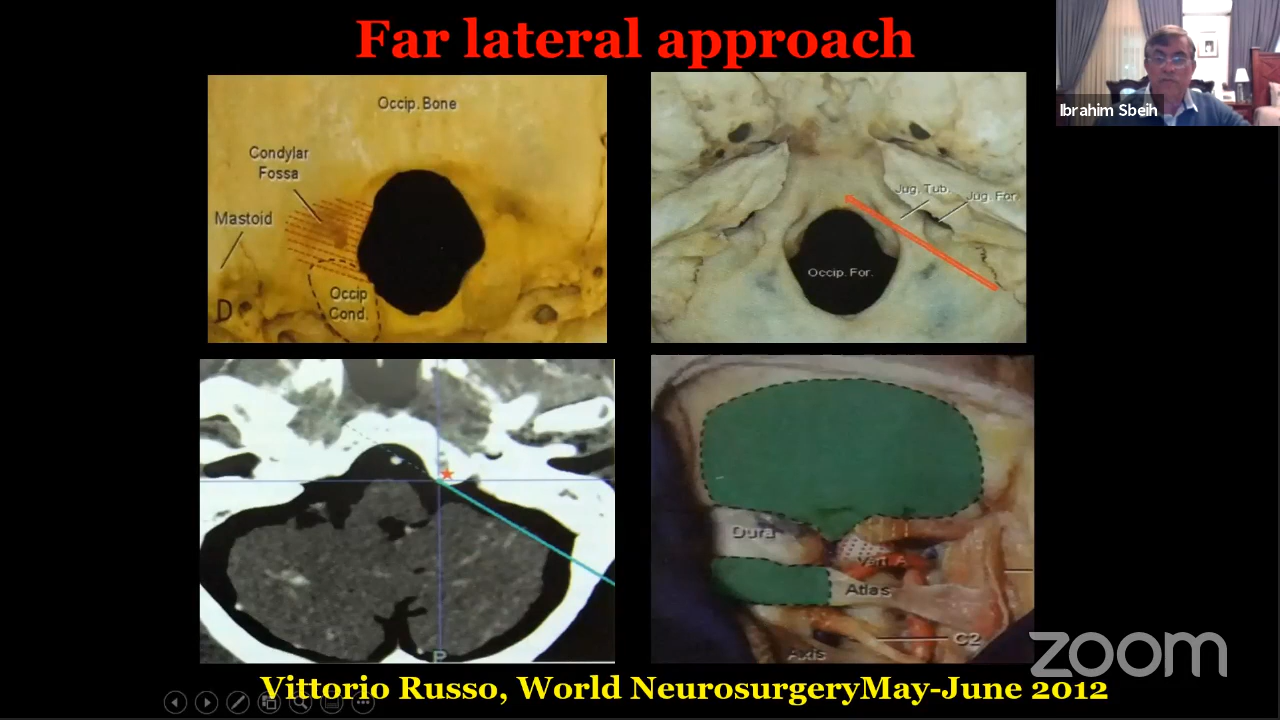 Far lateral approach
Ibrahim Sbeih
Occip. Bone
Condylar
Fossa
Mastoid
Occip
Cond.
D
Jug. Tub.
Jug. For.
Occip. For.
P
Dura
Vert. A
Atlas
C2
Axis
zoom
Vittorio Russo, World NeurosurgeryMay-June 2012